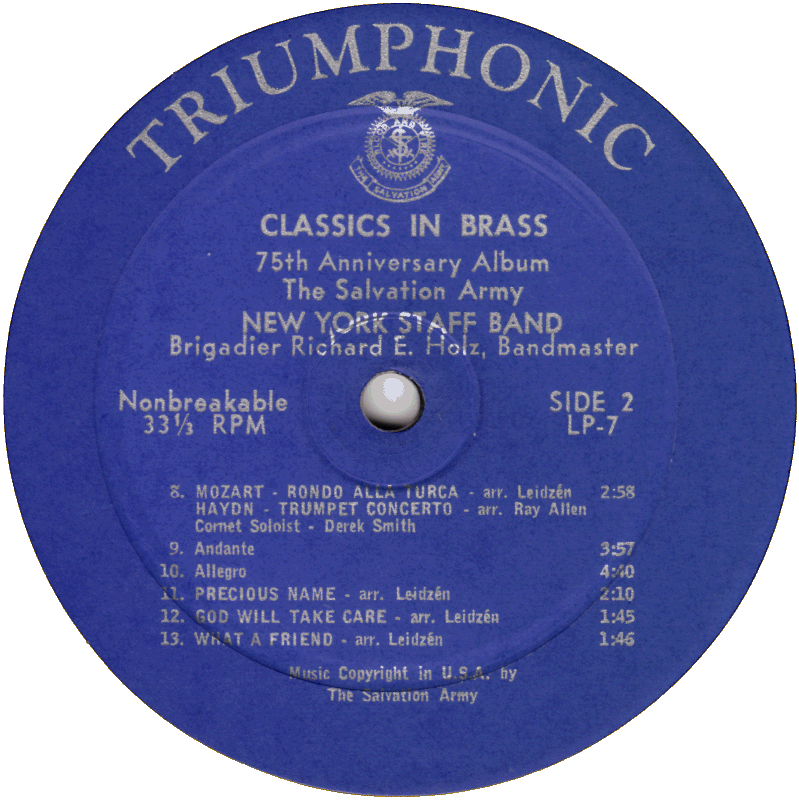 TRIUMPHONIC
THE SALVATION ARMY
CLASSICS IN BRASS
75th Anniversary Album
The Salvation Army
NEW YORK STAFF BAND
Brigadier Richard E. Holz, Bandmaster
Nonbreakable
33⅓ RPM
SIDE 2
LP-7
8. MOZART - RONDO ALLA TURCA - arr. Leidzén 2:58
HAYDN - TRUMPET CONCERTO - arr. Ray Allen
Cornet Soloist - Derek Smith
9. Andante 3:57
10. Allegro 4:40
11. PRECIOUS NAME - arr. Leidzén 2:10
12. GOD WILL TAKE CARE - arr. Leidzén 1:45
13. WHAT A FRIEND - arr. Leidzén 1:46
Music Copyright in U.S.A. by
The Salvation Army